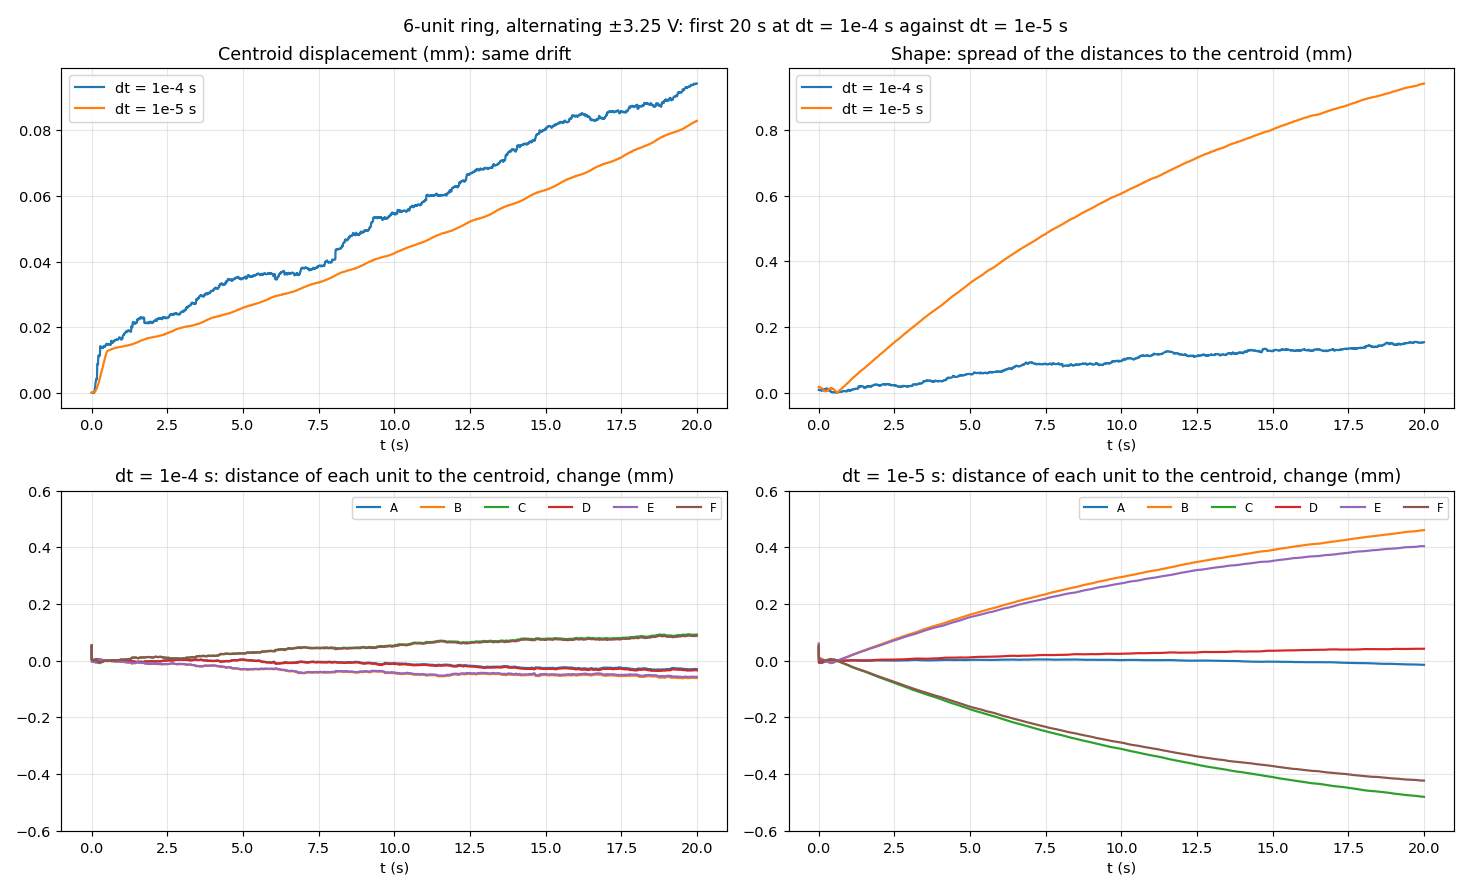 6-unit ring, alternating ±3.25 V: first 20 s at dt = 1e-4 s against dt = 1e-5 s
Centroid displacement (mm): same drift
dt = 1e-4 s
dt = 1e-5 s
0.08
0.06
0.04
0.02
0.00
0.0 2.5 5.0 7.5 10.0 12.5 15.0 17.5 20.0
t (s)
Shape: spread of the distances to the centroid (mm)
dt = 1e-4 s
dt = 1e-5 s
0.8
0.6
0.4
0.2
0.0
0.0 2.5 5.0 7.5 10.0 12.5 15.0 17.5 20.0
t (s)
dt = 1e-4 s: distance of each unit to the centroid, change (mm)
A B C D E F
0.6
0.4
0.2
0.0
−0.2
−0.4
−0.6
0.0 2.5 5.0 7.5 10.0 12.5 15.0 17.5 20.0
t (s)
dt = 1e-5 s: distance of each unit to the centroid, change (mm)
A B C D E F
0.6
0.4
0.2
0.0
−0.2
−0.4
−0.6
0.0 2.5 5.0 7.5 10.0 12.5 15.0 17.5 20.0
t (s)